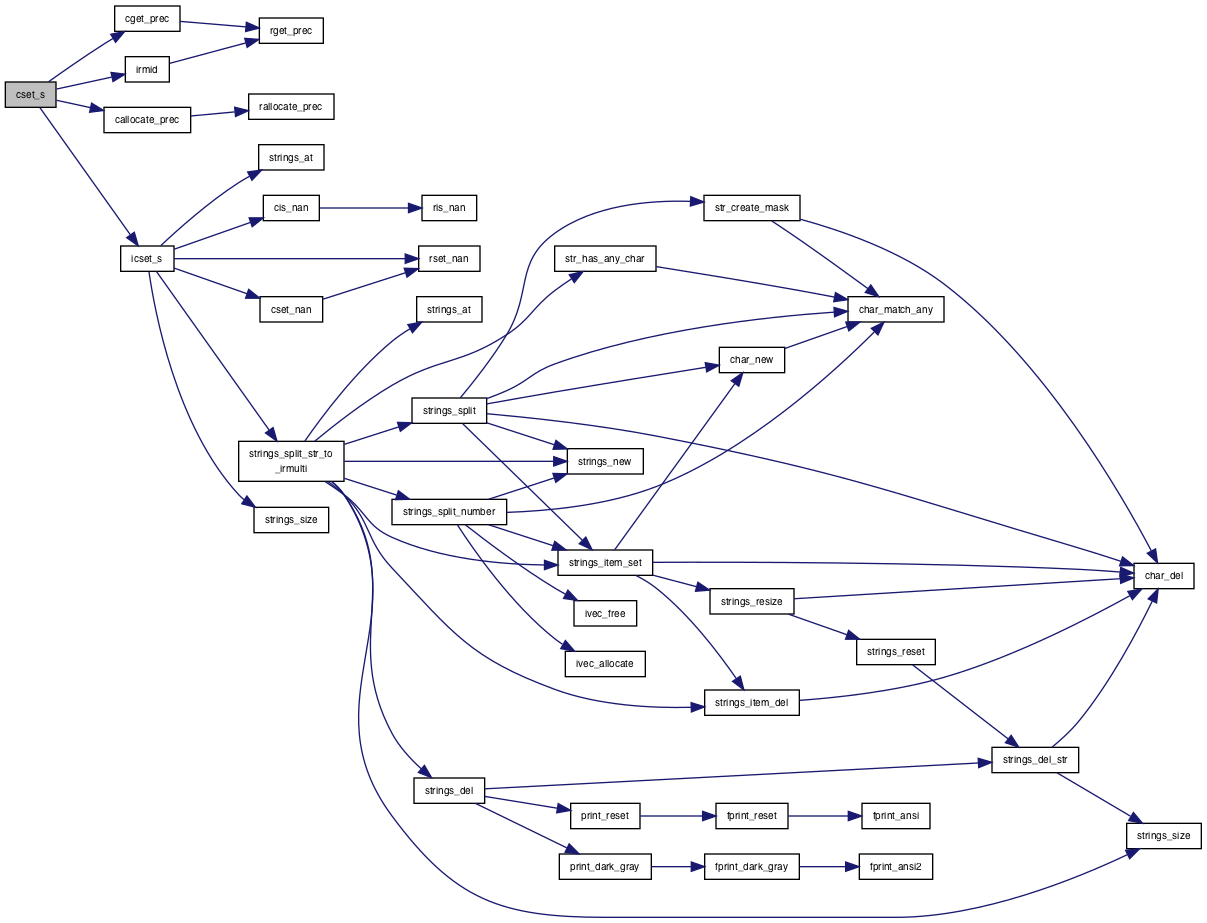 cget_prec
rget_prec
irmid
cset_s
rallocate_prec
callocate_prec
strings_at
cis_nan
ris_nan
str_create_mask
icset_s
rset_nan
str_has_any_char
cset_nan
strings_at
char_match_any
char_new
strings_split
strings_split_str_to
_irmulti
strings_new
strings_split_number
strings_size
strings_item_set
char_del
strings_resize
ivec_free
strings_reset
ivec_allocate
strings_item_del
strings_del_str
strings_del
print_reset
fprint_reset
fprint_ansi
strings_size
print_dark_gray
fprint_dark_gray
fprint_ansi2